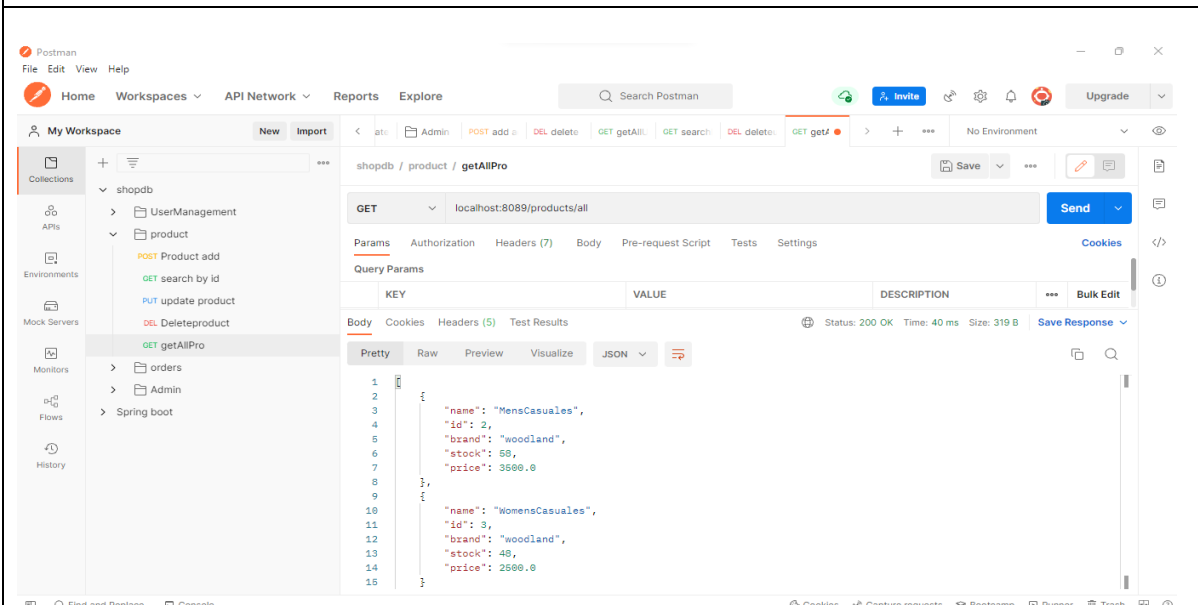 Postman
File Edit View Help
Home Workspaces API Network Reports Explore Search Postman Invite Upgrade
My Workspace New Import Admin POST add DEL delete GET getAllU GET search DEL delete GET getA No Environment
Collections
APIs
Environments
Mock Servers
Monitors
Flows
History
shopdb
UserManagement
product
POST Product add
GET search by id
PUT update product
DEL Deleteproduct
GET getAllPro
orders
Admin
Spring boot
shopdb / product / getAllPro Save
GET localhost:8089/products/all Send
Params Authorization Headers (7) Body Pre-request Script Tests Settings Cookies
Query Params
KEY VALUE DESCRIPTION Bulk Edit
Body Cookies Headers (5) Test Results Status: 200 OK Time: 40 ms Size: 319 B Save Response
Pretty Raw Preview Visualize JSON
1 [
2 {
3 "name": "MensCasuales",
4 "id": 2,
5 "brand": "woodland",
6 "stock": 58,
7 "price": 3500.0
8 },
9 {
10 "name": "WomensCasuales",
11 "id": 3,
12 "brand": "woodland",
13 "stock": 48,
14 "price": 2500.0
15 }
Find and Replace Console Cookies Capture requests Bootcamp Runner Trash